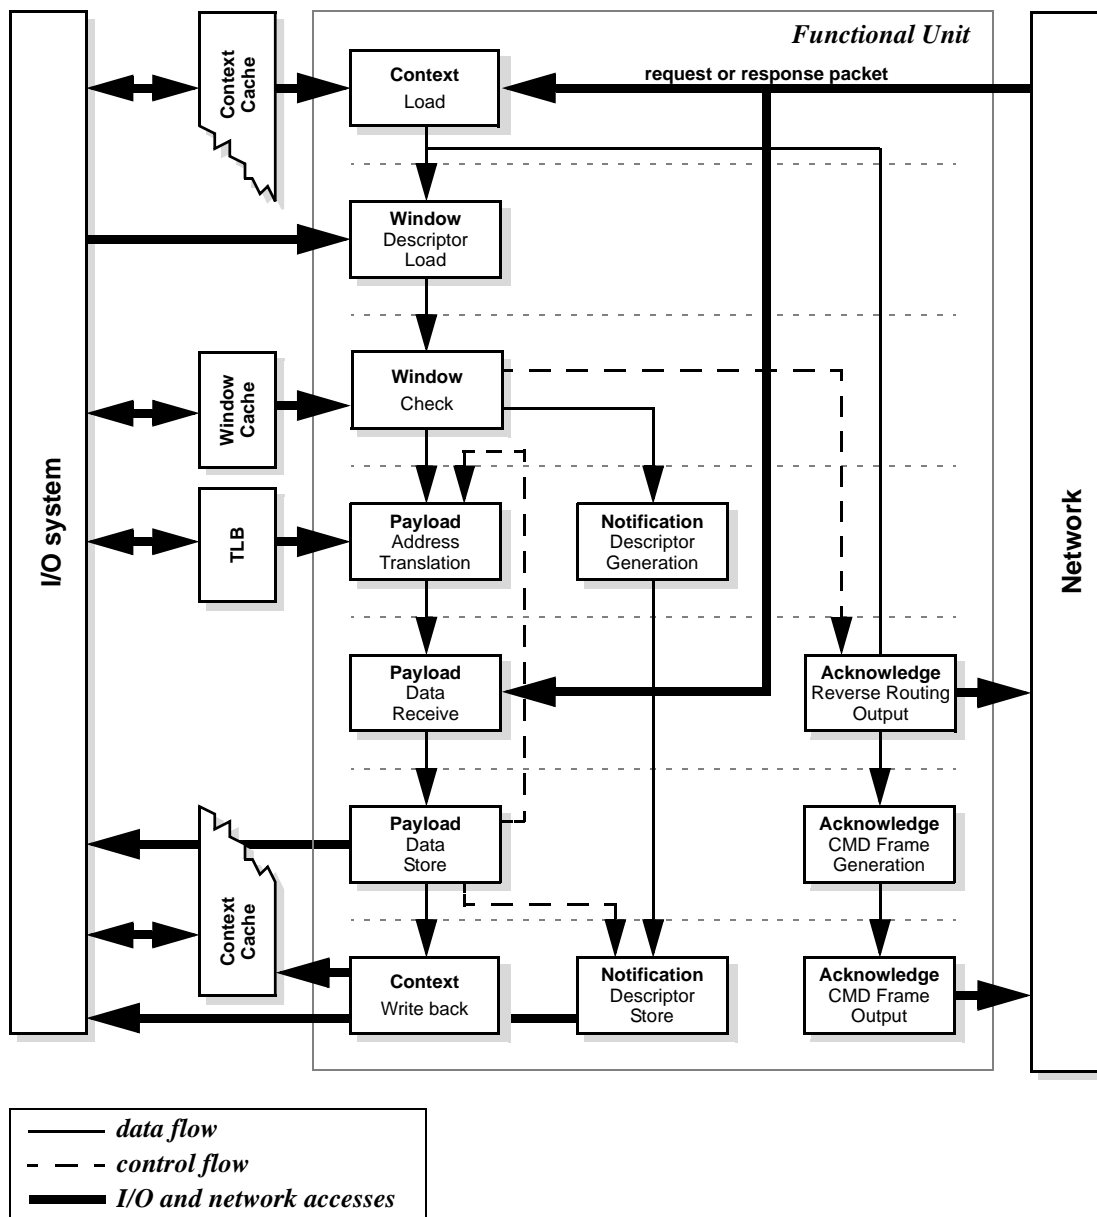 Functional Unit
request or response packet
Context
Load
Context
Cache
Window
Descriptor
Load
Window
Check
Window
Cache
I/O system
TLB
Payload
Address
Translation
Notification
Descriptor
Generation
Network
Payload
Data
Receive
Acknowledge
Reverse Routing
Output
Payload
Data
Store
Acknowledge
CMD Frame
Generation
Context
Cache
Context
Write back
Notification
Descriptor
Store
Acknowledge
CMD Frame
Output
data flow
control flow
I/O and network accesses